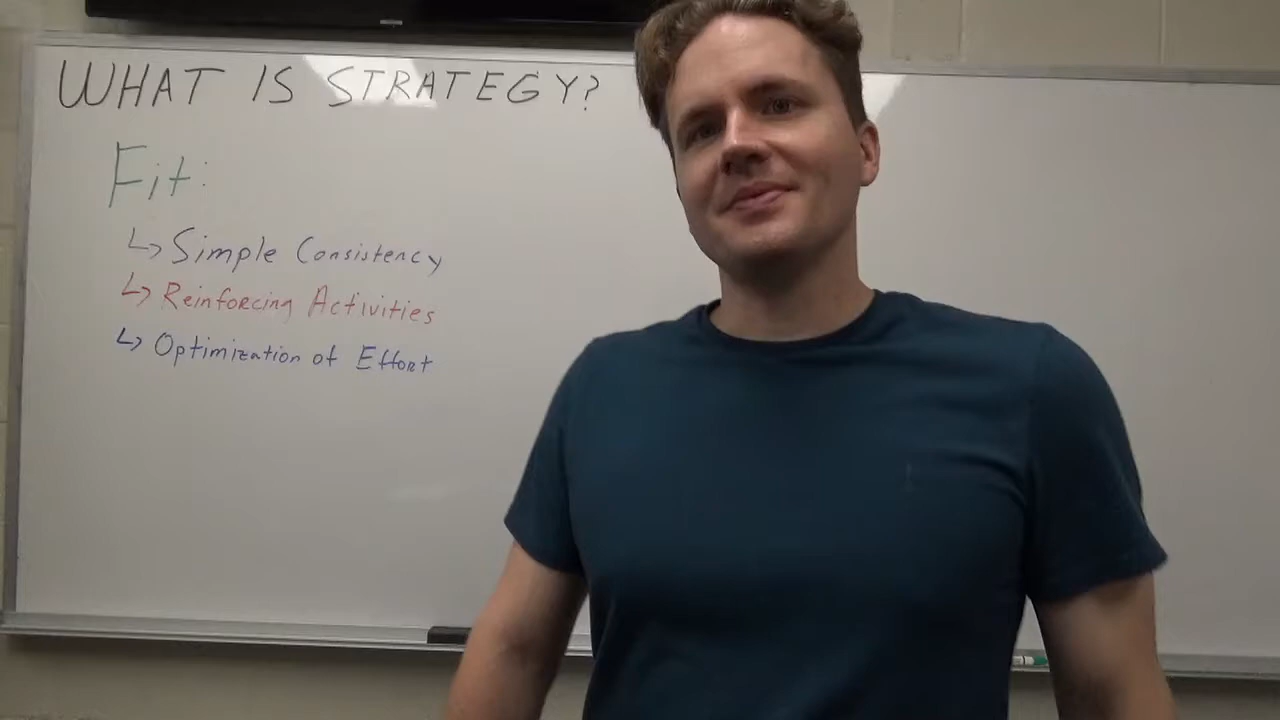 WHAT IS STRATEGY?
Fit:
↳ Simple Consistency
↳ Reinforcing Activities
↳ Optimization of Effort